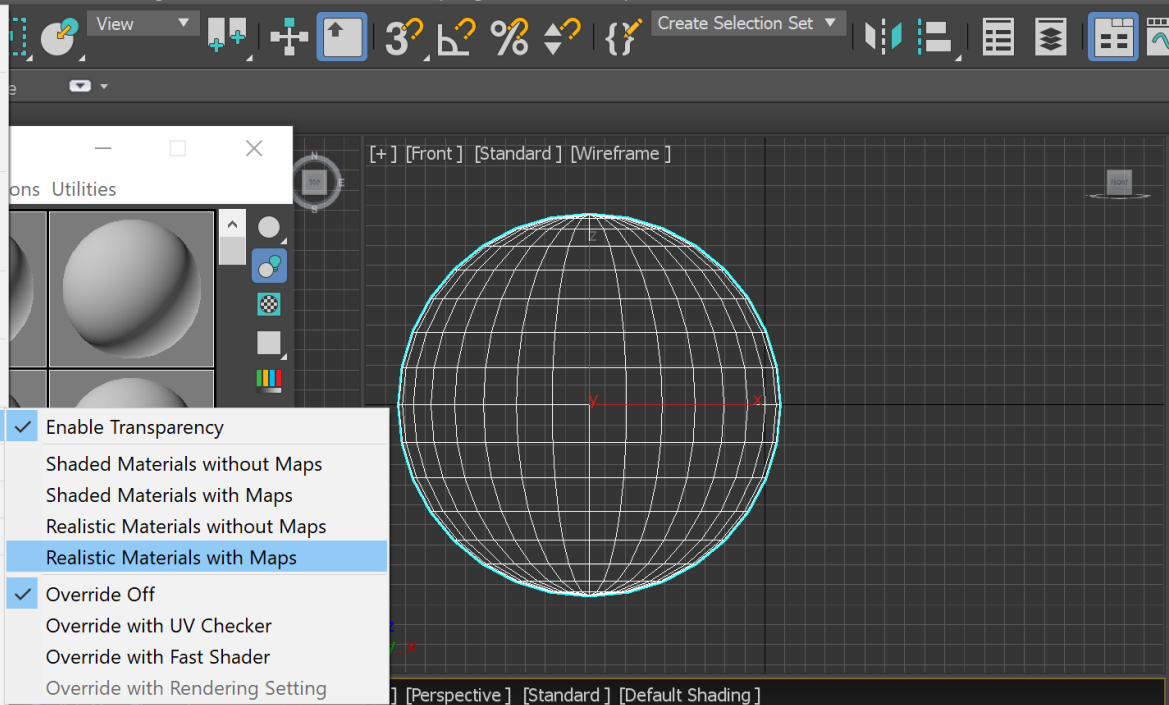 View
Create Selection Set
e
[+] [Front] [Standard] [Wireframe]
ons Utilities
N
TOP
E
S
FRONT
z
y
x
Enable Transparency
Shaded Materials without Maps
Shaded Materials with Maps
Realistic Materials without Maps
Realistic Materials with Maps
Override Off
Override with UV Checker
Override with Fast Shader
Override with Rendering Setting
z
y x
] [Perspective] [Standard] [Default Shading]